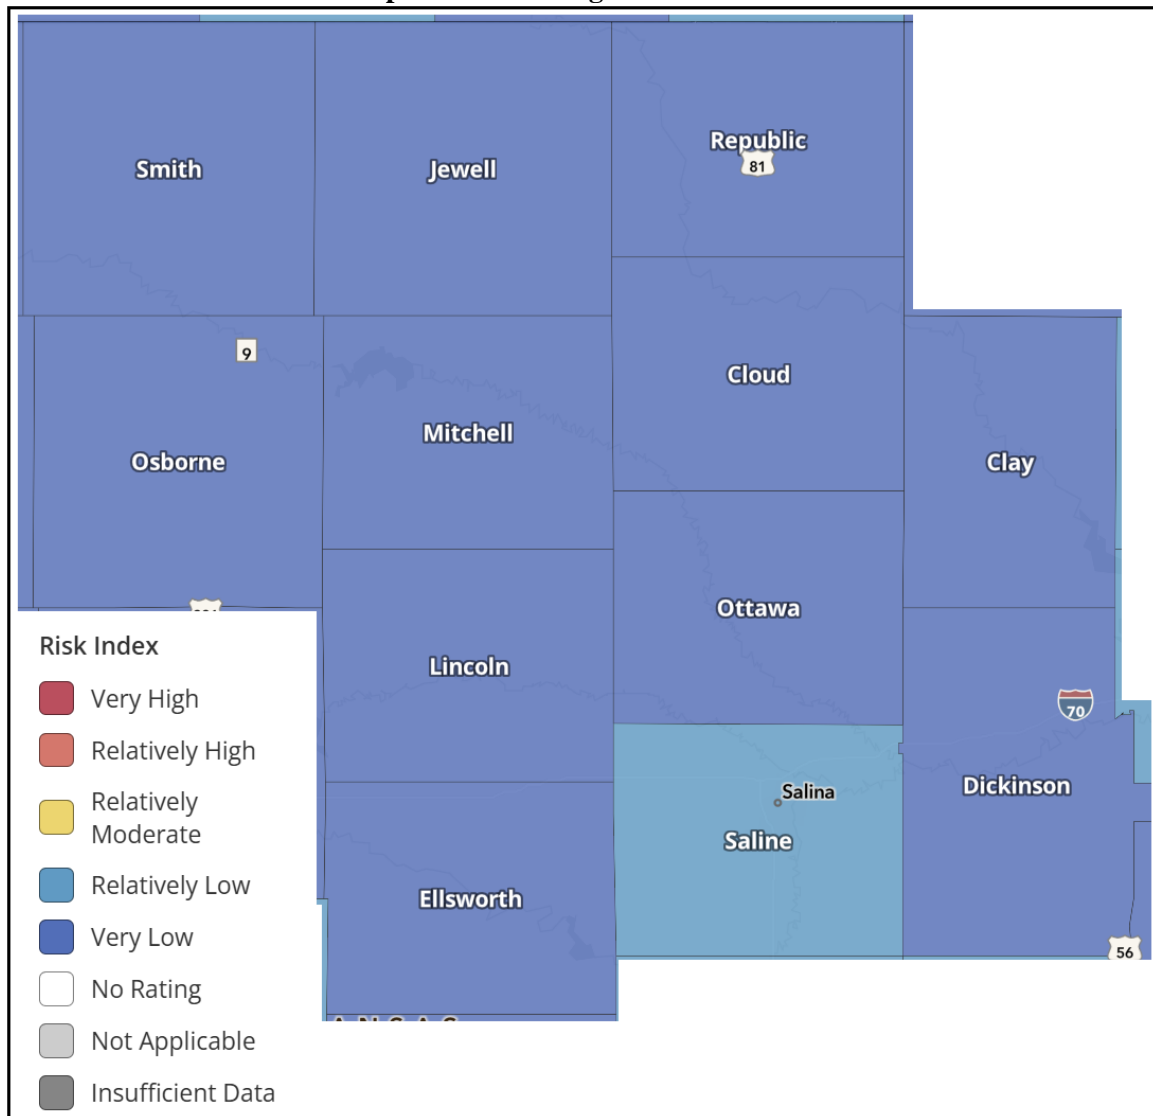 Smith
Jewell
Republic
81
9
Cloud
Mitchell
Osborne
Clay
Ottawa
Lincoln
70
Salina
Dickinson
Saline
Ellsworth
56
Risk Index
Very High
Relatively High
Relatively
Moderate
Relatively Low
Very Low
No Rating
Not Applicable
Insufficient Data